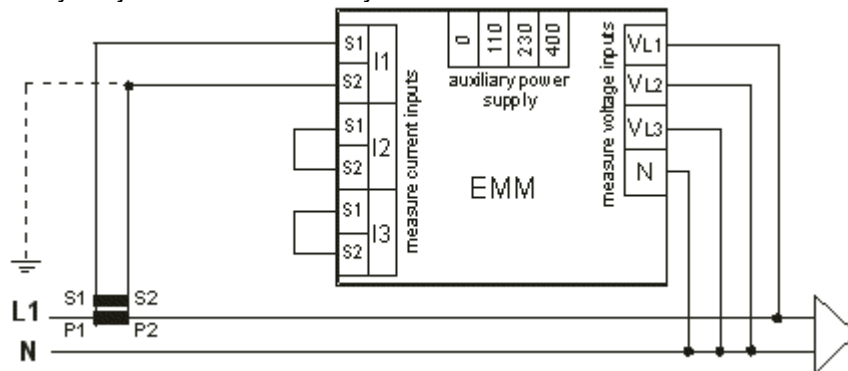 S1
S2
I1
S1
S2
I2
S1
S2
I3
measure current inputs
0
110
230
400
auxiliary power
supply
EMM
measure voltage inputs
VL1
VL2
VL3
N
S1
S2
L1
P1
P2
N